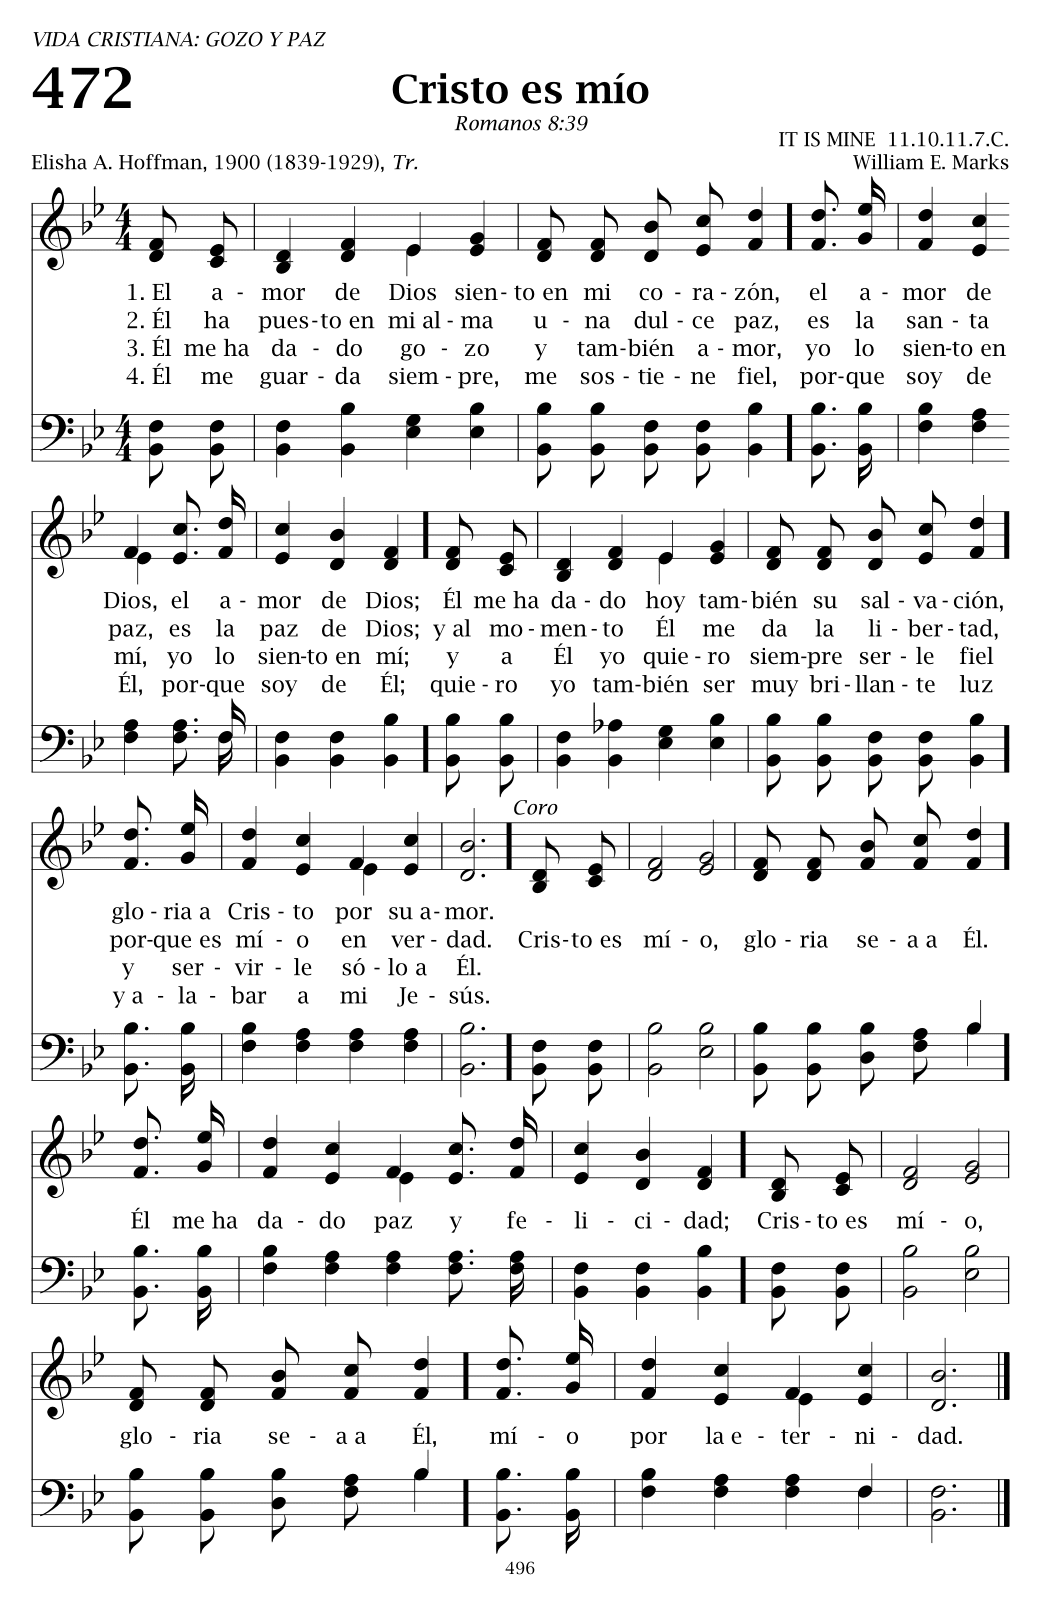 VIDA CRISTIANA: GOZO Y PAZ
472
Cristo es mío
Romanos 8:39
IT IS MINE 11.10.11.7.C.
Elisha A. Hoffman, 1900 (1839-1929), Tr.
William E. Marks
4
4
1. El a - mor de Dios sien - to en mi co - ra - zón, el a - mor de
2. Él ha pues - to en mi al - ma u - na dul - ce paz, es la san - ta
3. Él me ha da - do go - zo y tam - bién a - mor, yo lo sien - to en
4. Él me guar - da siem - pre, me sos - tie - ne fiel, por - que soy de
4
4
Dios, el a - mor de Dios; Él me ha da - do hoy tam - bién su sal - va - ción,
paz, es la paz de Dios; y al mo - men - to Él me da la li - ber - tad,
mí, yo lo sien - to en mí; y a Él yo quie - ro siem - pre ser - le fiel
Él, por - que soy de Él; quie - ro yo tam - bién ser muy bri - llan - te luz
Coro
glo - ria a Cris - to por su a - mor.
por - que es mí - o en ver - dad. Cris - to es mí - o, glo - ria se - a a Él.
y ser - vir - le só - lo a Él.
y a - la - bar a mi Je - sús.
Él me ha da - do paz y fe - li - ci - dad; Cris - to es mí - o,
glo - ria se - a a Él, mí - o por la e - ter - ni - dad.
496